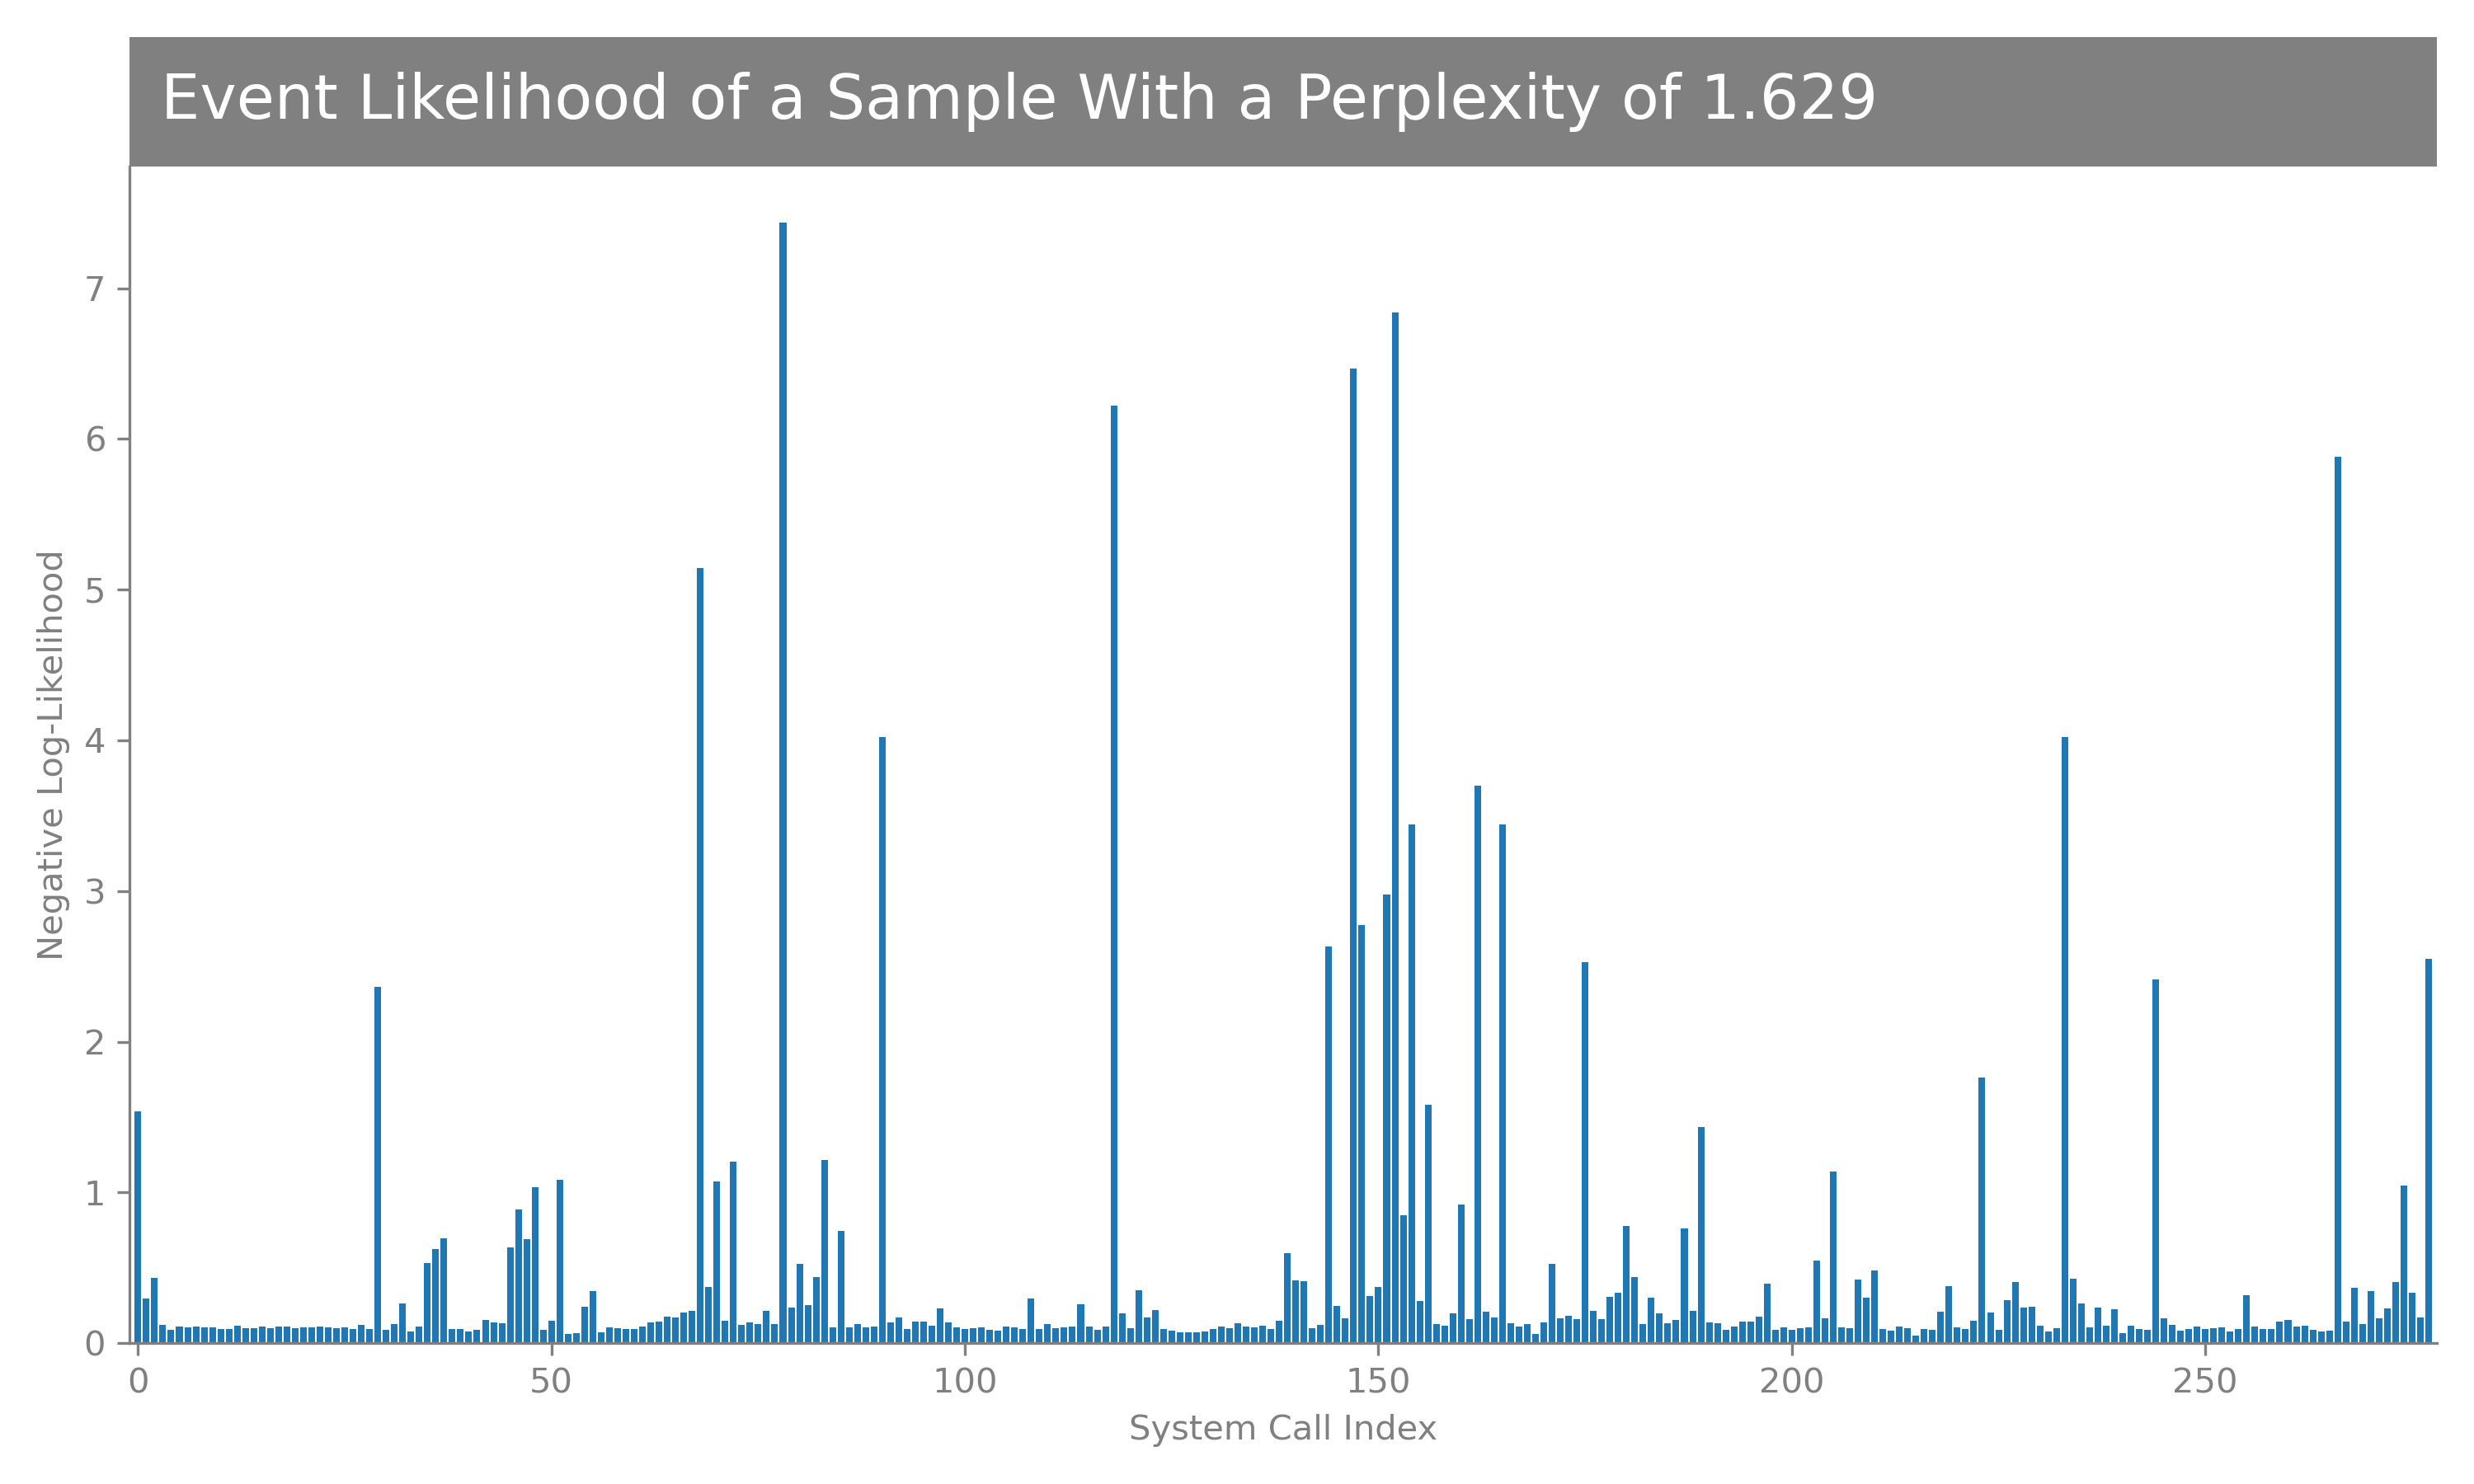 Event Likelihood of a Sample With a Perplexity of 1.629
Negative Log-Likelihood
7
6
5
4
3
2
1
0
0 50 100 150 200 250
System Call Index